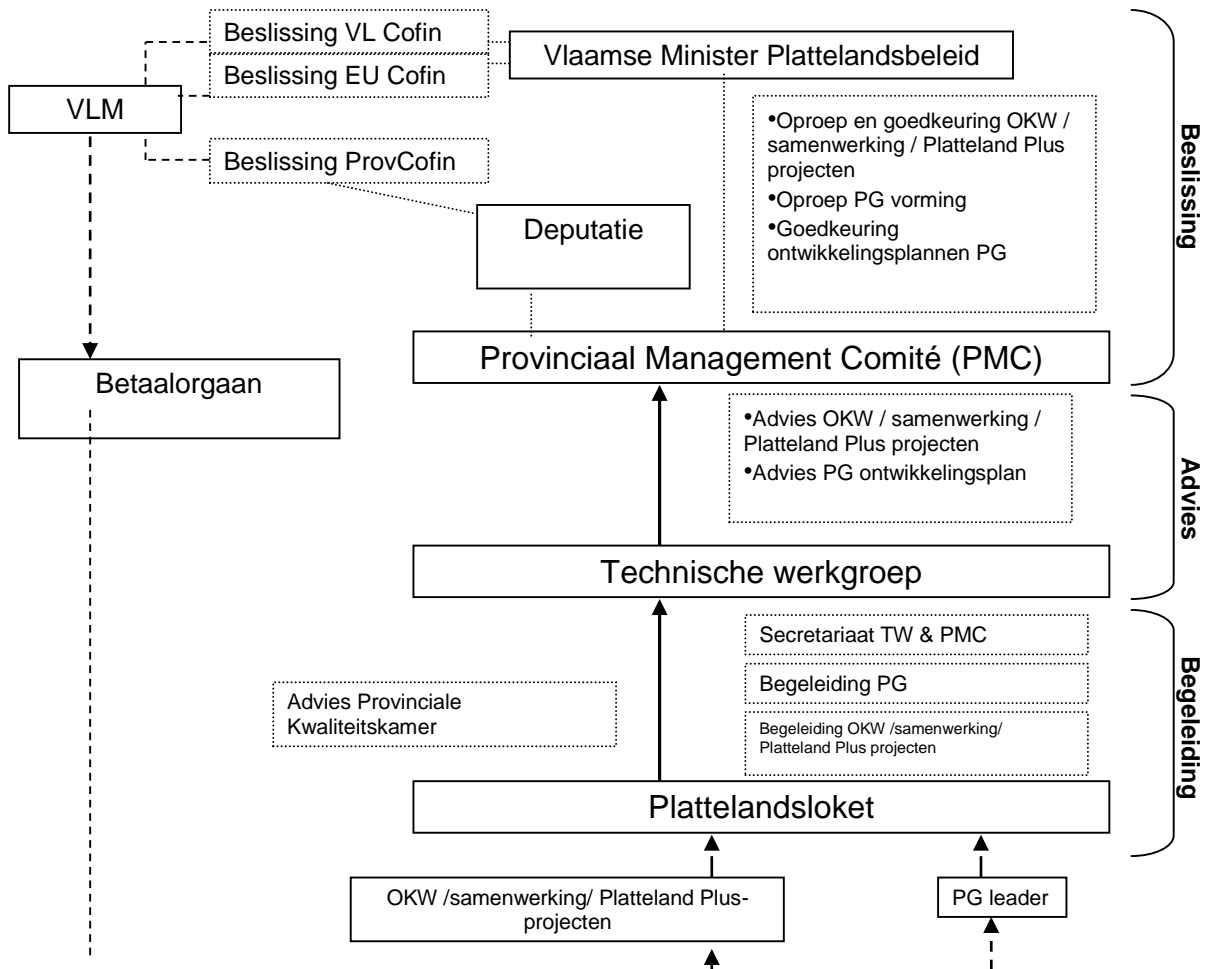 Beslissing VL Cofin
Beslissing EU Cofin
Vlaamse Minister Plattelandsbeleid
VLM
Beslissing ProvCofin
•Oproep en goedkeuring OKW /
samenwerking / Platteland Plus
projecten
•Oproep PG vorming
•Goedkeuring
ontwikkelingsplannen PG
Beslissing
Deputatie
Provinciaal Management Comité (PMC)
Betaalorgaan
•Advies OKW / samenwerking /
Platteland Plus projecten
•Advies PG ontwikkelingsplan
Advies
Technische werkgroep
Secretariaat TW & PMC
Begeleiding PG
Begeleiding OKW /samenwerking/
Platteland Plus projecten
Advies Provinciale
Kwaliteitskamer
Begeleiding
Plattelandsloket
OKW /samenwerking/ Platteland Plus-
projecten
PG leader